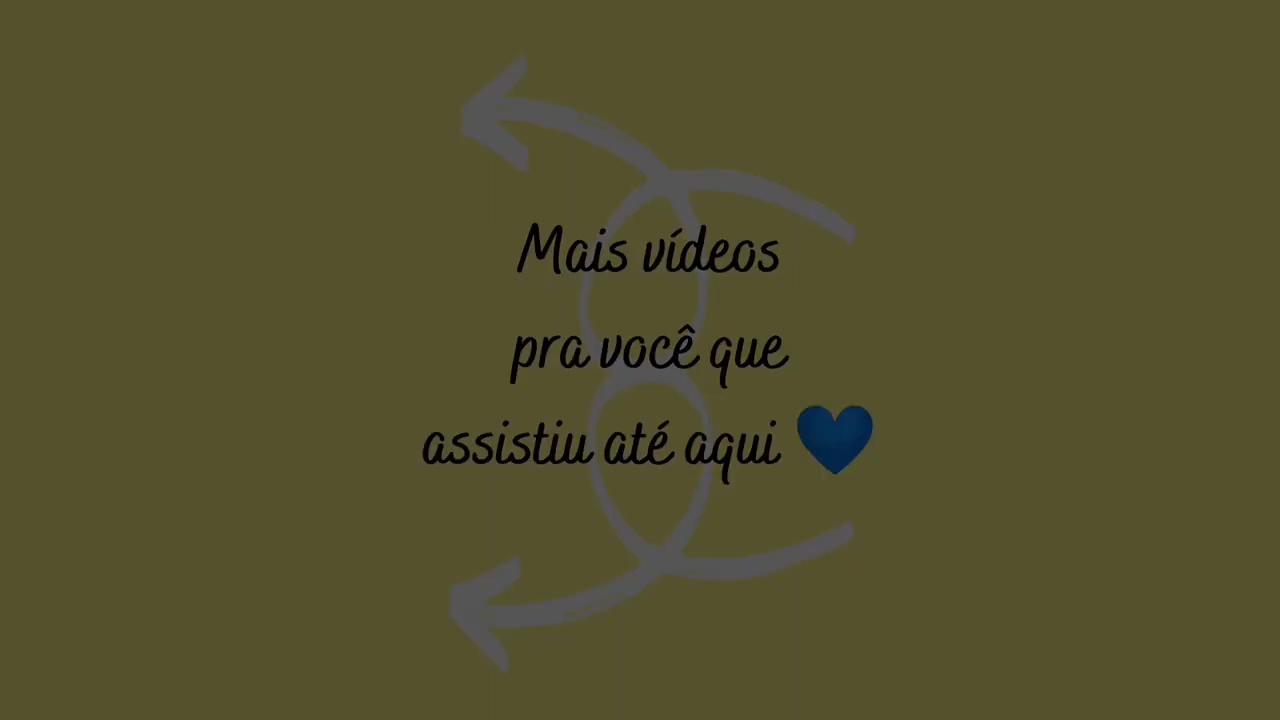 Mais vídeos
pra você que
assistiu até aqui 💙